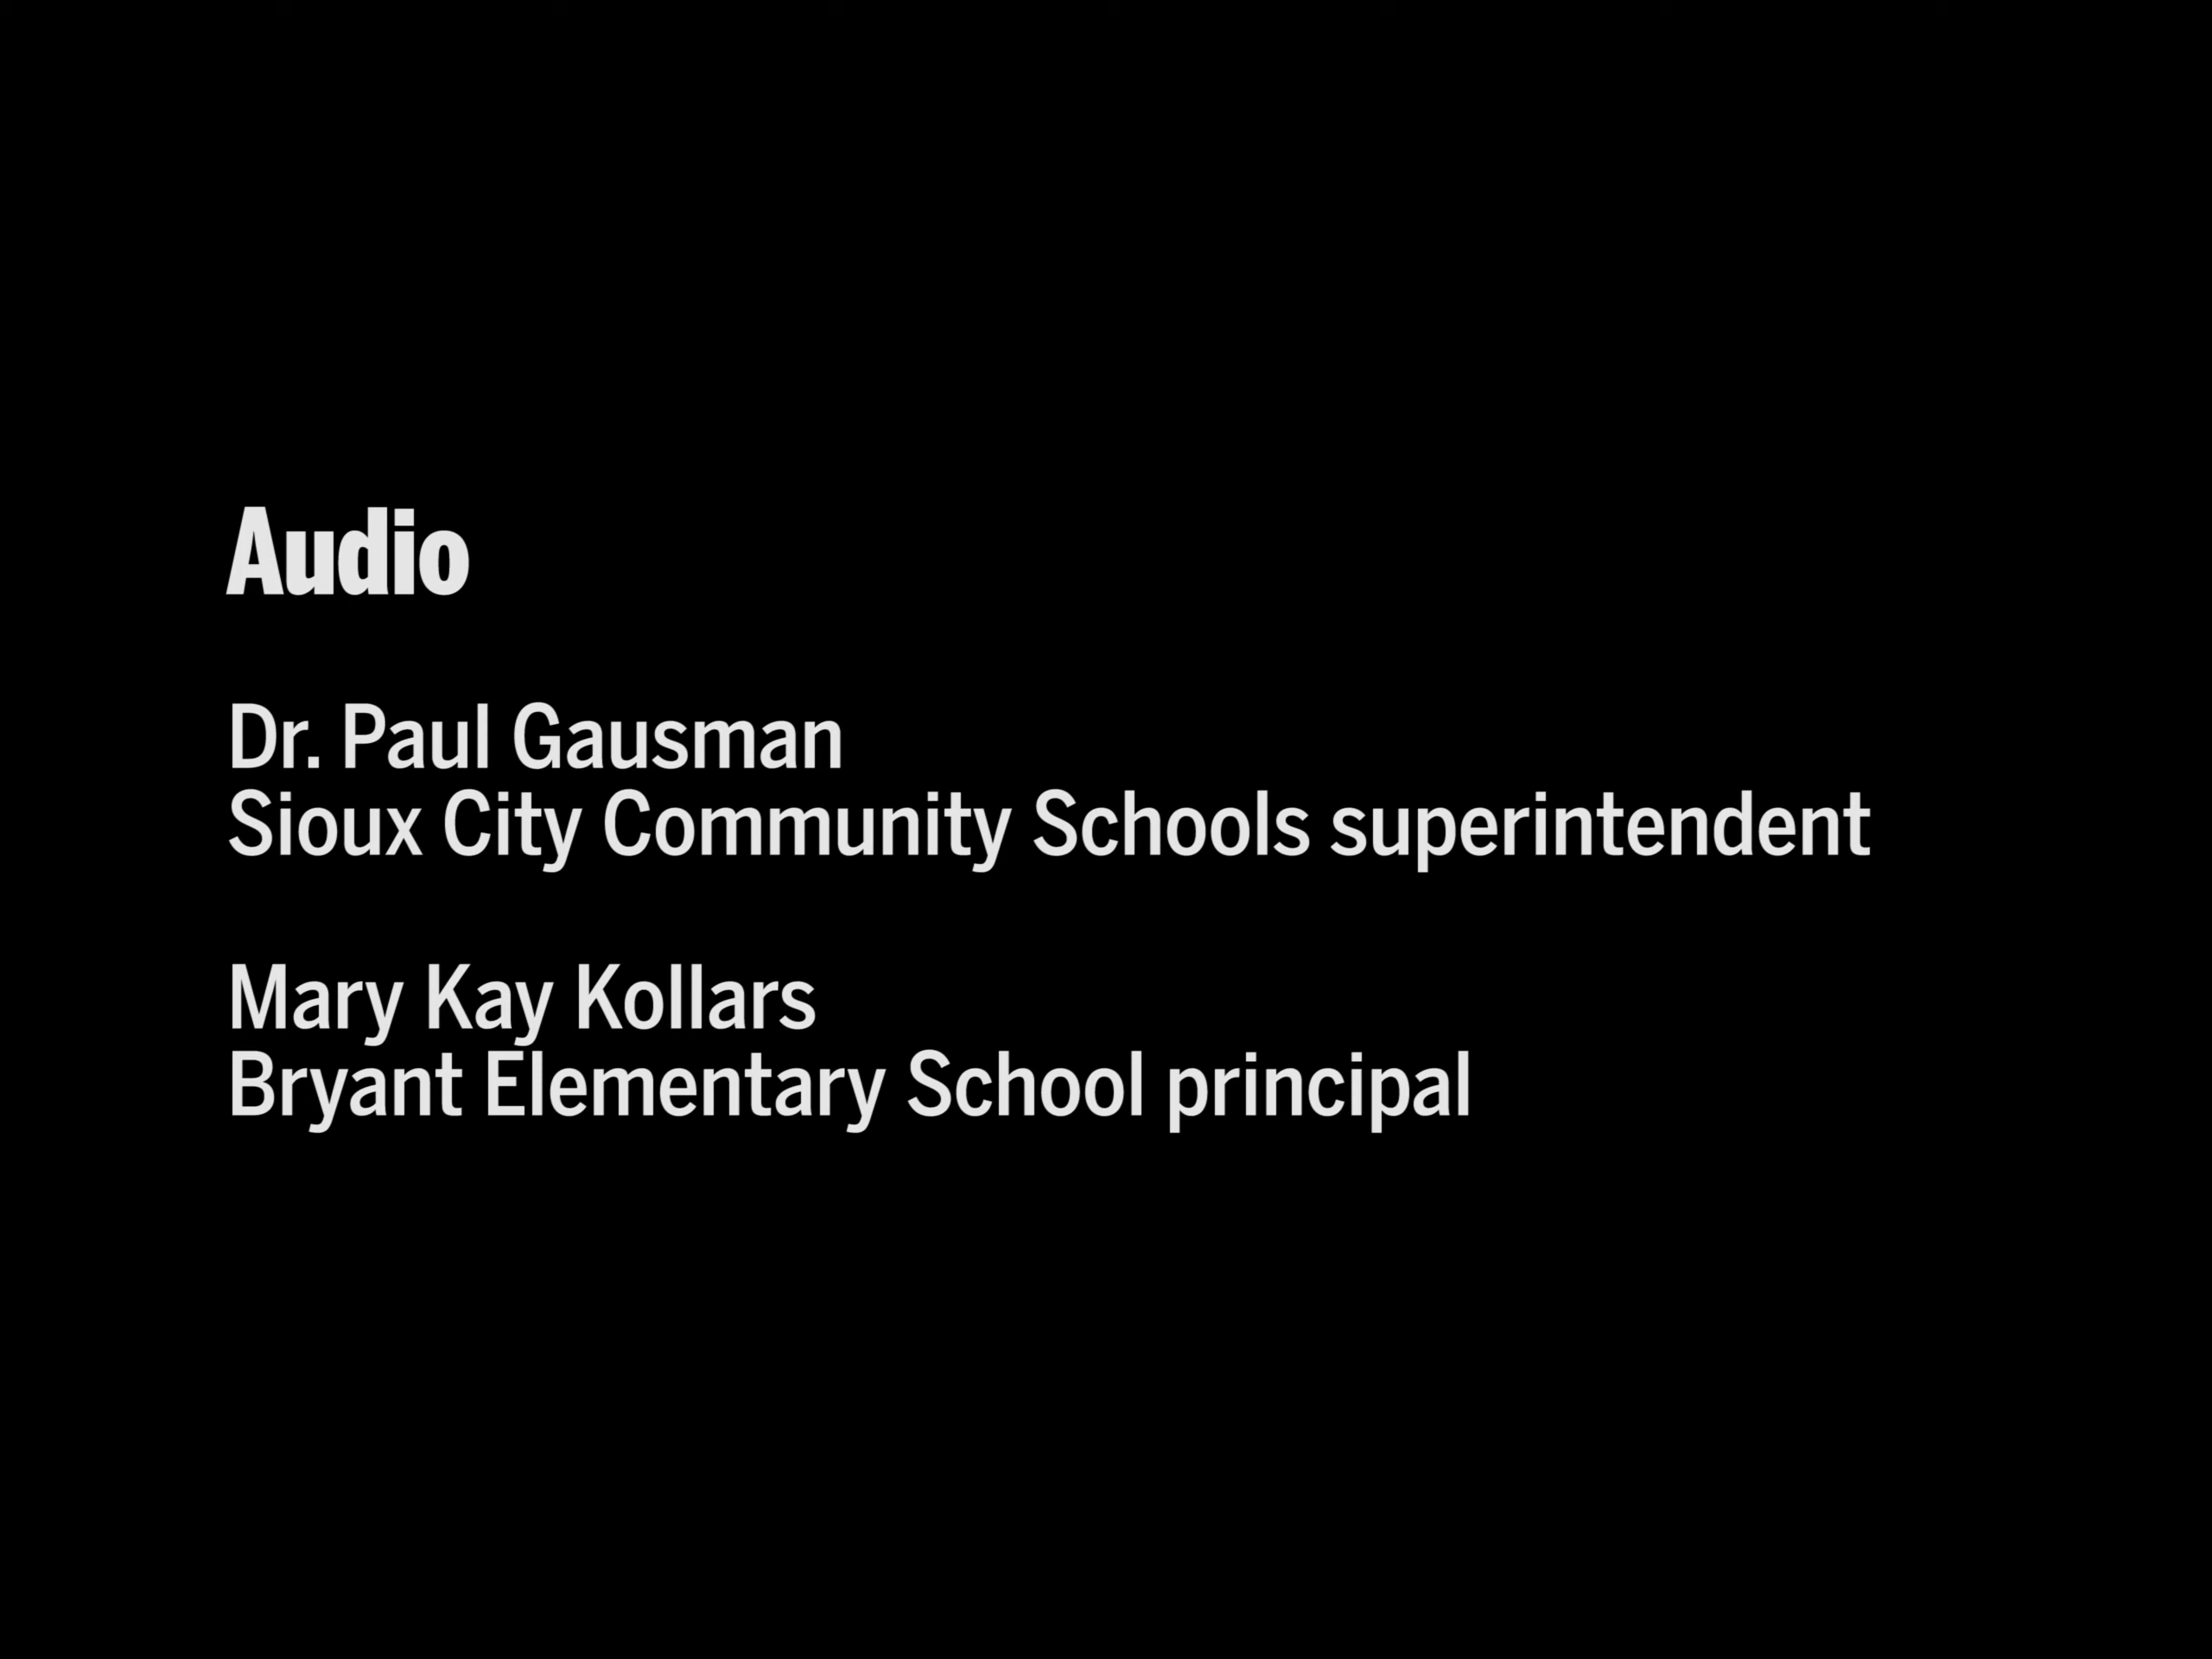 Audio
Dr. Paul Gausman
Sioux City Community Schools superintendent
Mary Kay Kollars
Bryant Elementary School principal